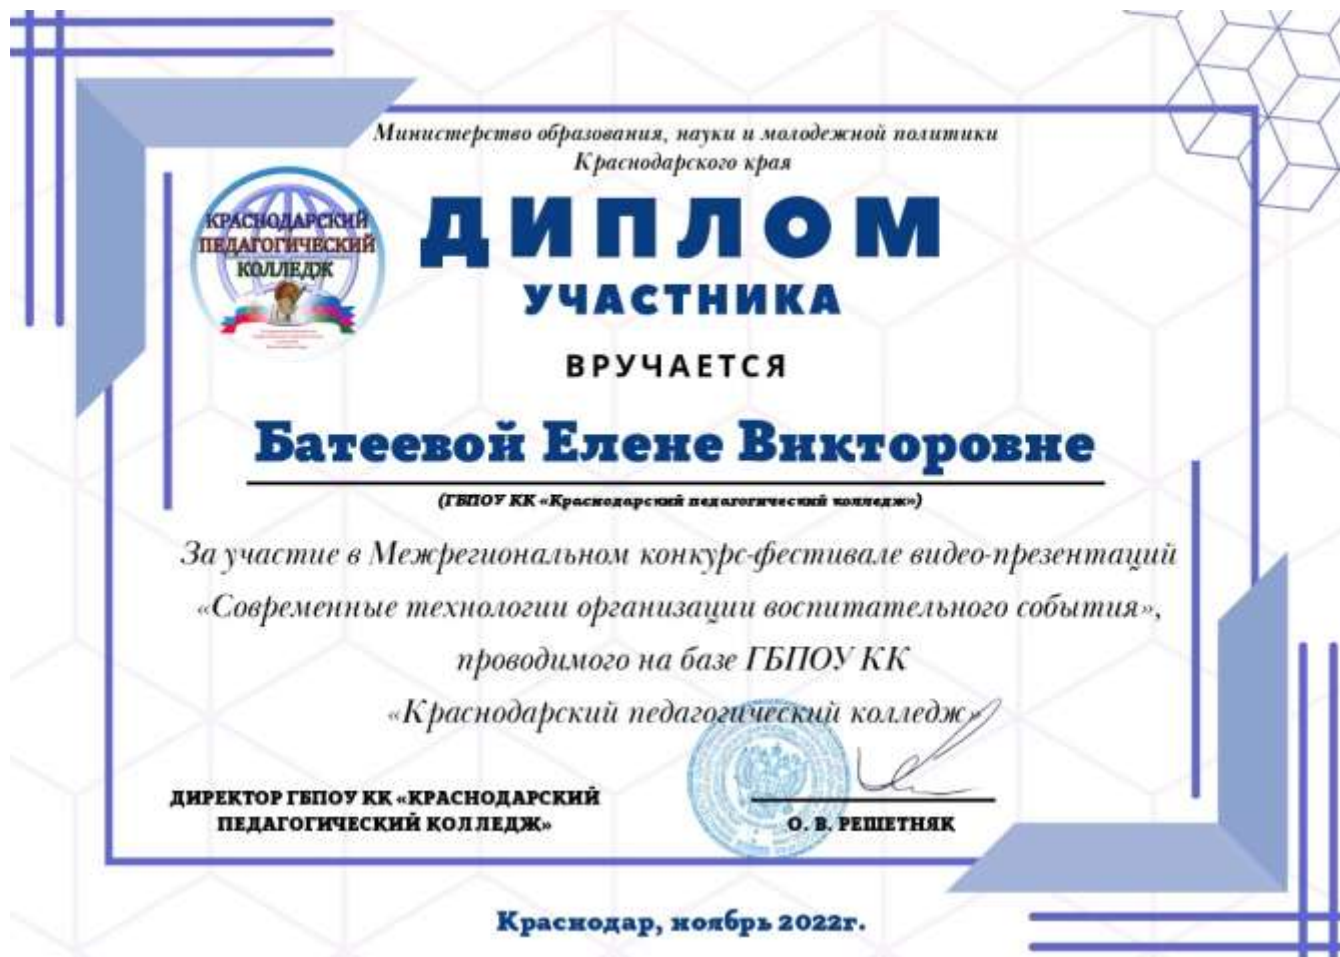 Министерство образования, науки и молодежной политики
Краснодарского края
КРАСНОДАРСКИЙ
ПЕДАГОГИЧЕСКИЙ
КОЛЛЕДЖ
ДИПЛОМ
УЧАСТНИКА
ВРУЧАЕТСЯ
Батеевой Елене Викторовне
(ГБПОУ КК «Краснодарский педагогический колледж»)
За участие в Межрегиональном конкурс-фестивале видео-презентаций
«Современные технологии организации воспитательного события»,
проводимого на базе ГБПОУ КК
«Краснодарский педагогический колледж»
ДИРЕКТОР ГБПОУ КК «КРАСНОДАРСКИЙ
ПЕДАГОГИЧЕСКИЙ КОЛЛЕДЖ»
О. В. РЕШЕТНЯК
Краснодар, ноябрь 2022г.